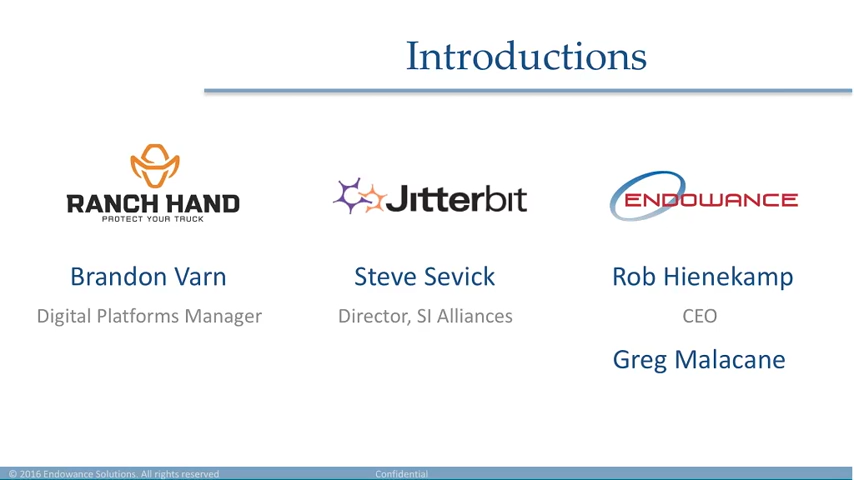 Introductions
RANCH HAND
PROTECT YOUR TRUCK
Jitterbit
ENDOWANCE
Brandon Varn
Digital Platforms Manager
Steve Sevick
Director, SI Alliances
Rob Hienekamp
CEO
Greg Malacane
© 2016 Endowance Solutions. All rights reserved
Confidential